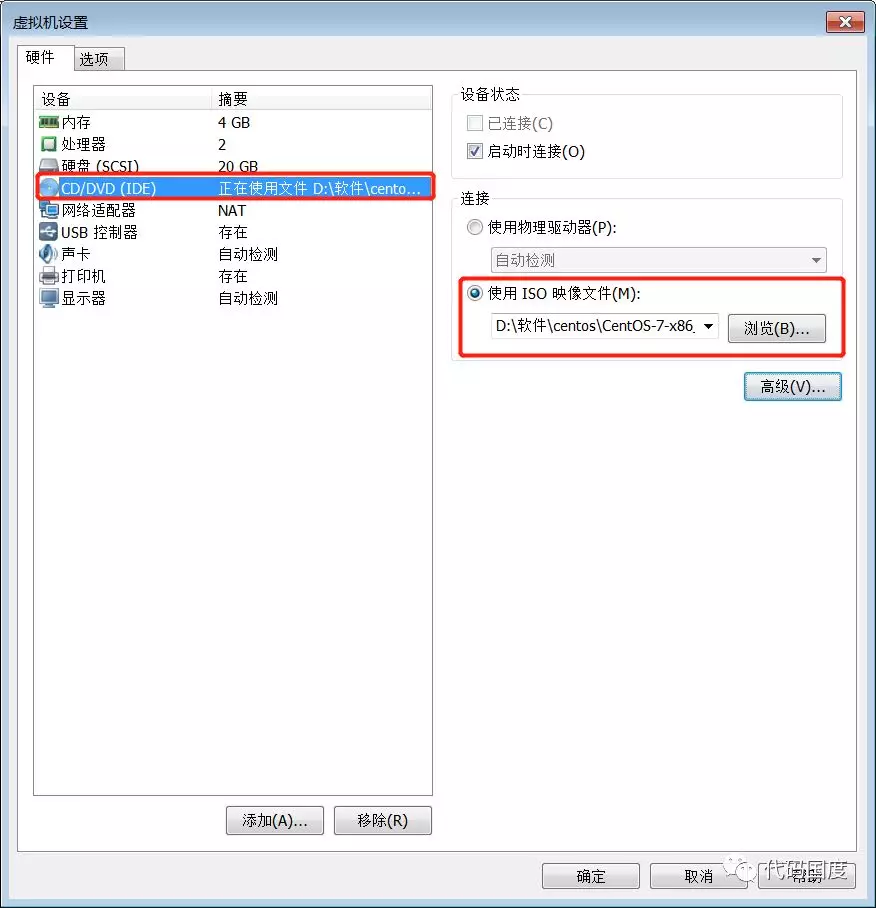 虚拟机设置
硬件 选项
设备 摘要
内存 4 GB
处理器 2
硬盘 (SCSI) 20 GB
CD/DVD (IDE) 正在使用文件 D:\软件\cento...
网络适配器 NAT
USB 控制器 存在
声卡 自动检测
打印机 存在
显示器 自动检测
添加(A)... 移除(R)
设备状态
已连接(C)
启动时连接(O)
连接
使用物理驱动器(P):
自动检测
使用 ISO 映像文件(M):
D:\软件\centos\CentOS-7-x86_ 浏览(B)...
高级(V)...
确定 取消 帮助
代码国度